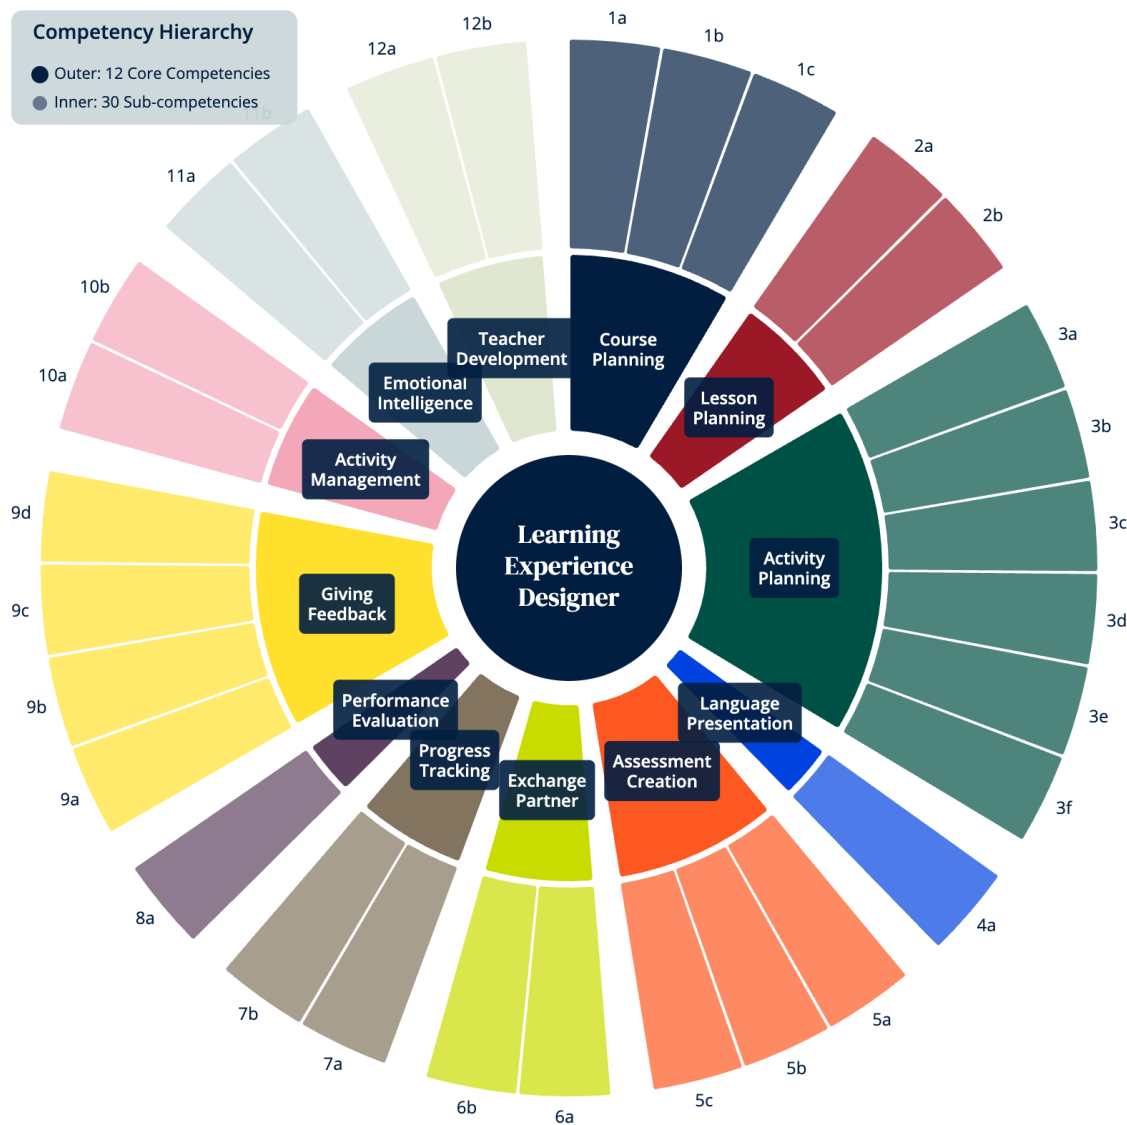 Competency Hierarchy
Outer: 12 Core Competencies
Inner: 30 Sub-competencies
1a
1b
1c
2a
2b
3a
3b
3c
3d
3e
3f
4a
5a
5b
5c
6a
6b
7a
7b
8a
9a
9b
9c
9d
10a
10b
11a
11b
12a
12b
Course
Planning
Lesson
Planning
Activity
Planning
Language
Presentation
Assessment
Creation
Exchange
Partner
Progress
Tracking
Performance
Evaluation
Giving
Feedback
Activity
Management
Emotional
Intelligence
Teacher
Development
Learning
Experience
Designer